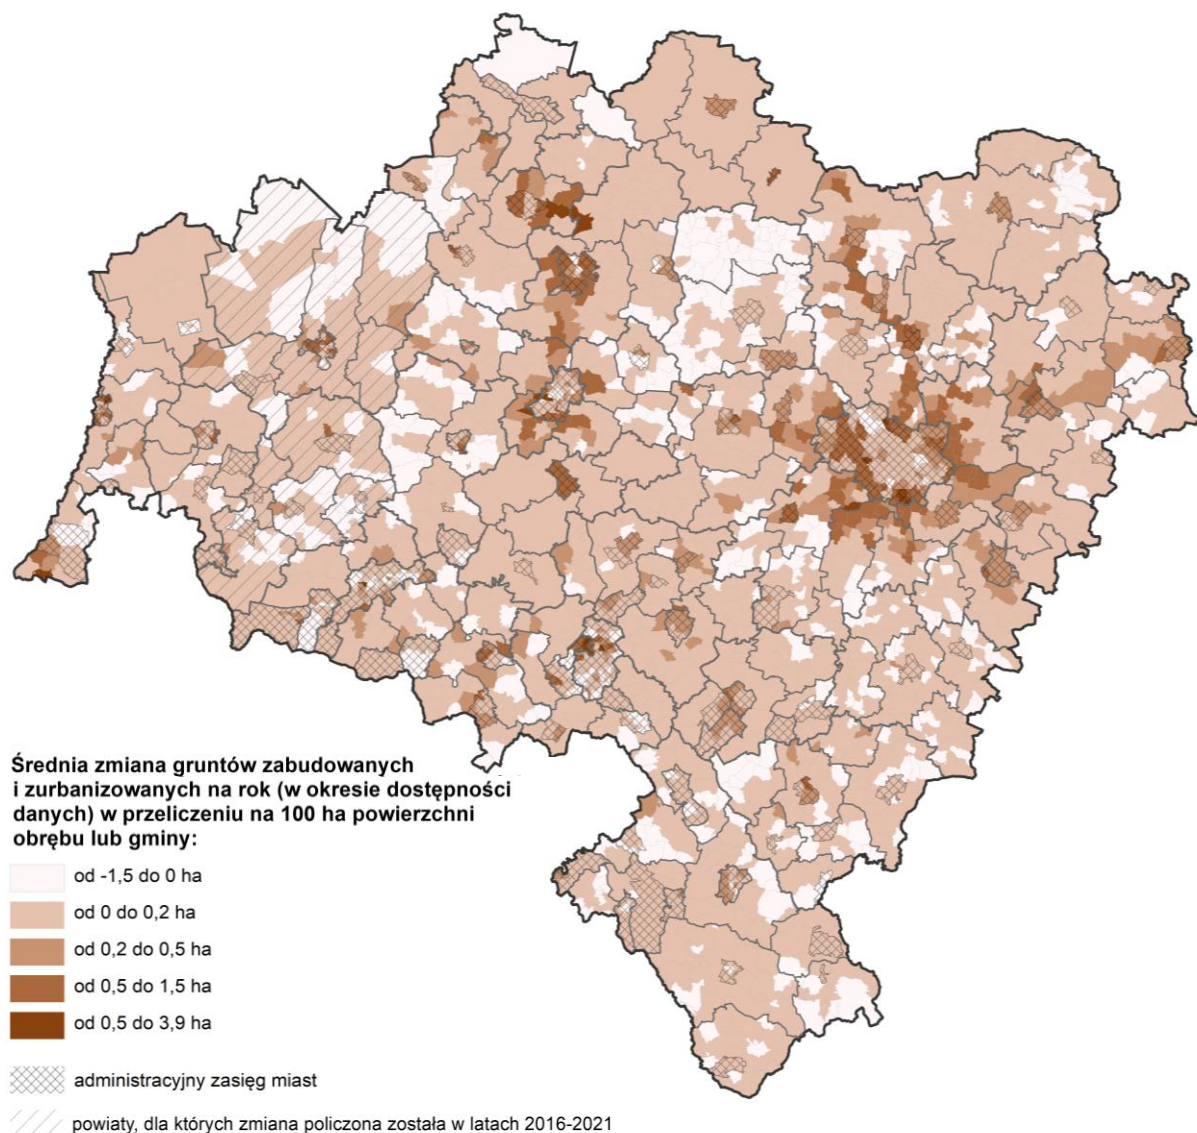 Średnia zmiana gruntów zabudowanych
i zurbanizowanych na rok (w okresie dostępności
danych) w przeliczeniu na 100 ha powierzchni
obrębu lub gminy:
od -1,5 do 0 ha
od 0 do 0,2 ha
od 0,2 do 0,5 ha
od 0,5 do 1,5 ha
od 0,5 do 3,9 ha
administracyjny zasięg miast
powiaty, dla których zmiana policzona została w latach 2016-2021